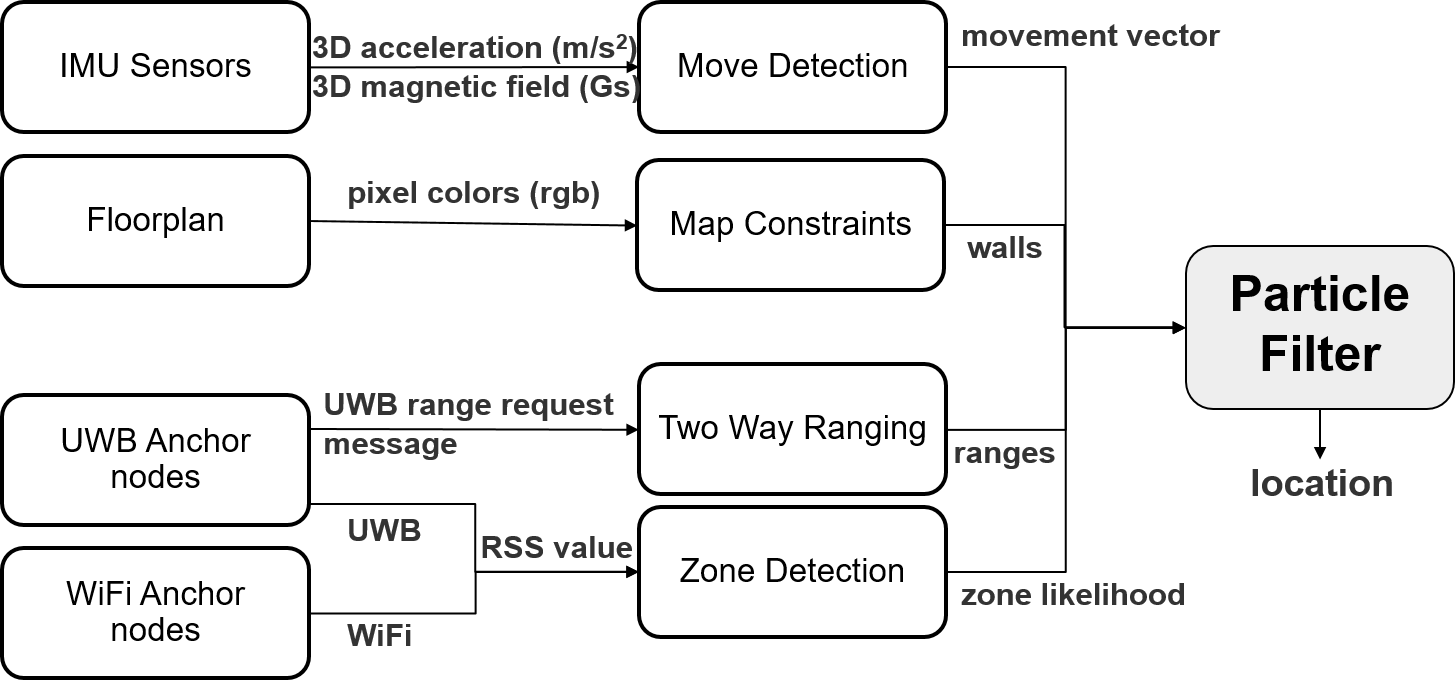 IMU Sensors
3D acceleration (m/s²)
3D magnetic field (Gs)
Move Detection
movement vector
Floorplan
pixel colors (rgb)
Map Constraints
walls
Particle
Filter
location
UWB Anchor
nodes
UWB range request
message
Two Way Ranging
ranges
UWB
WiFi Anchor
nodes
WiFi
RSS value
Zone Detection
zone likelihood